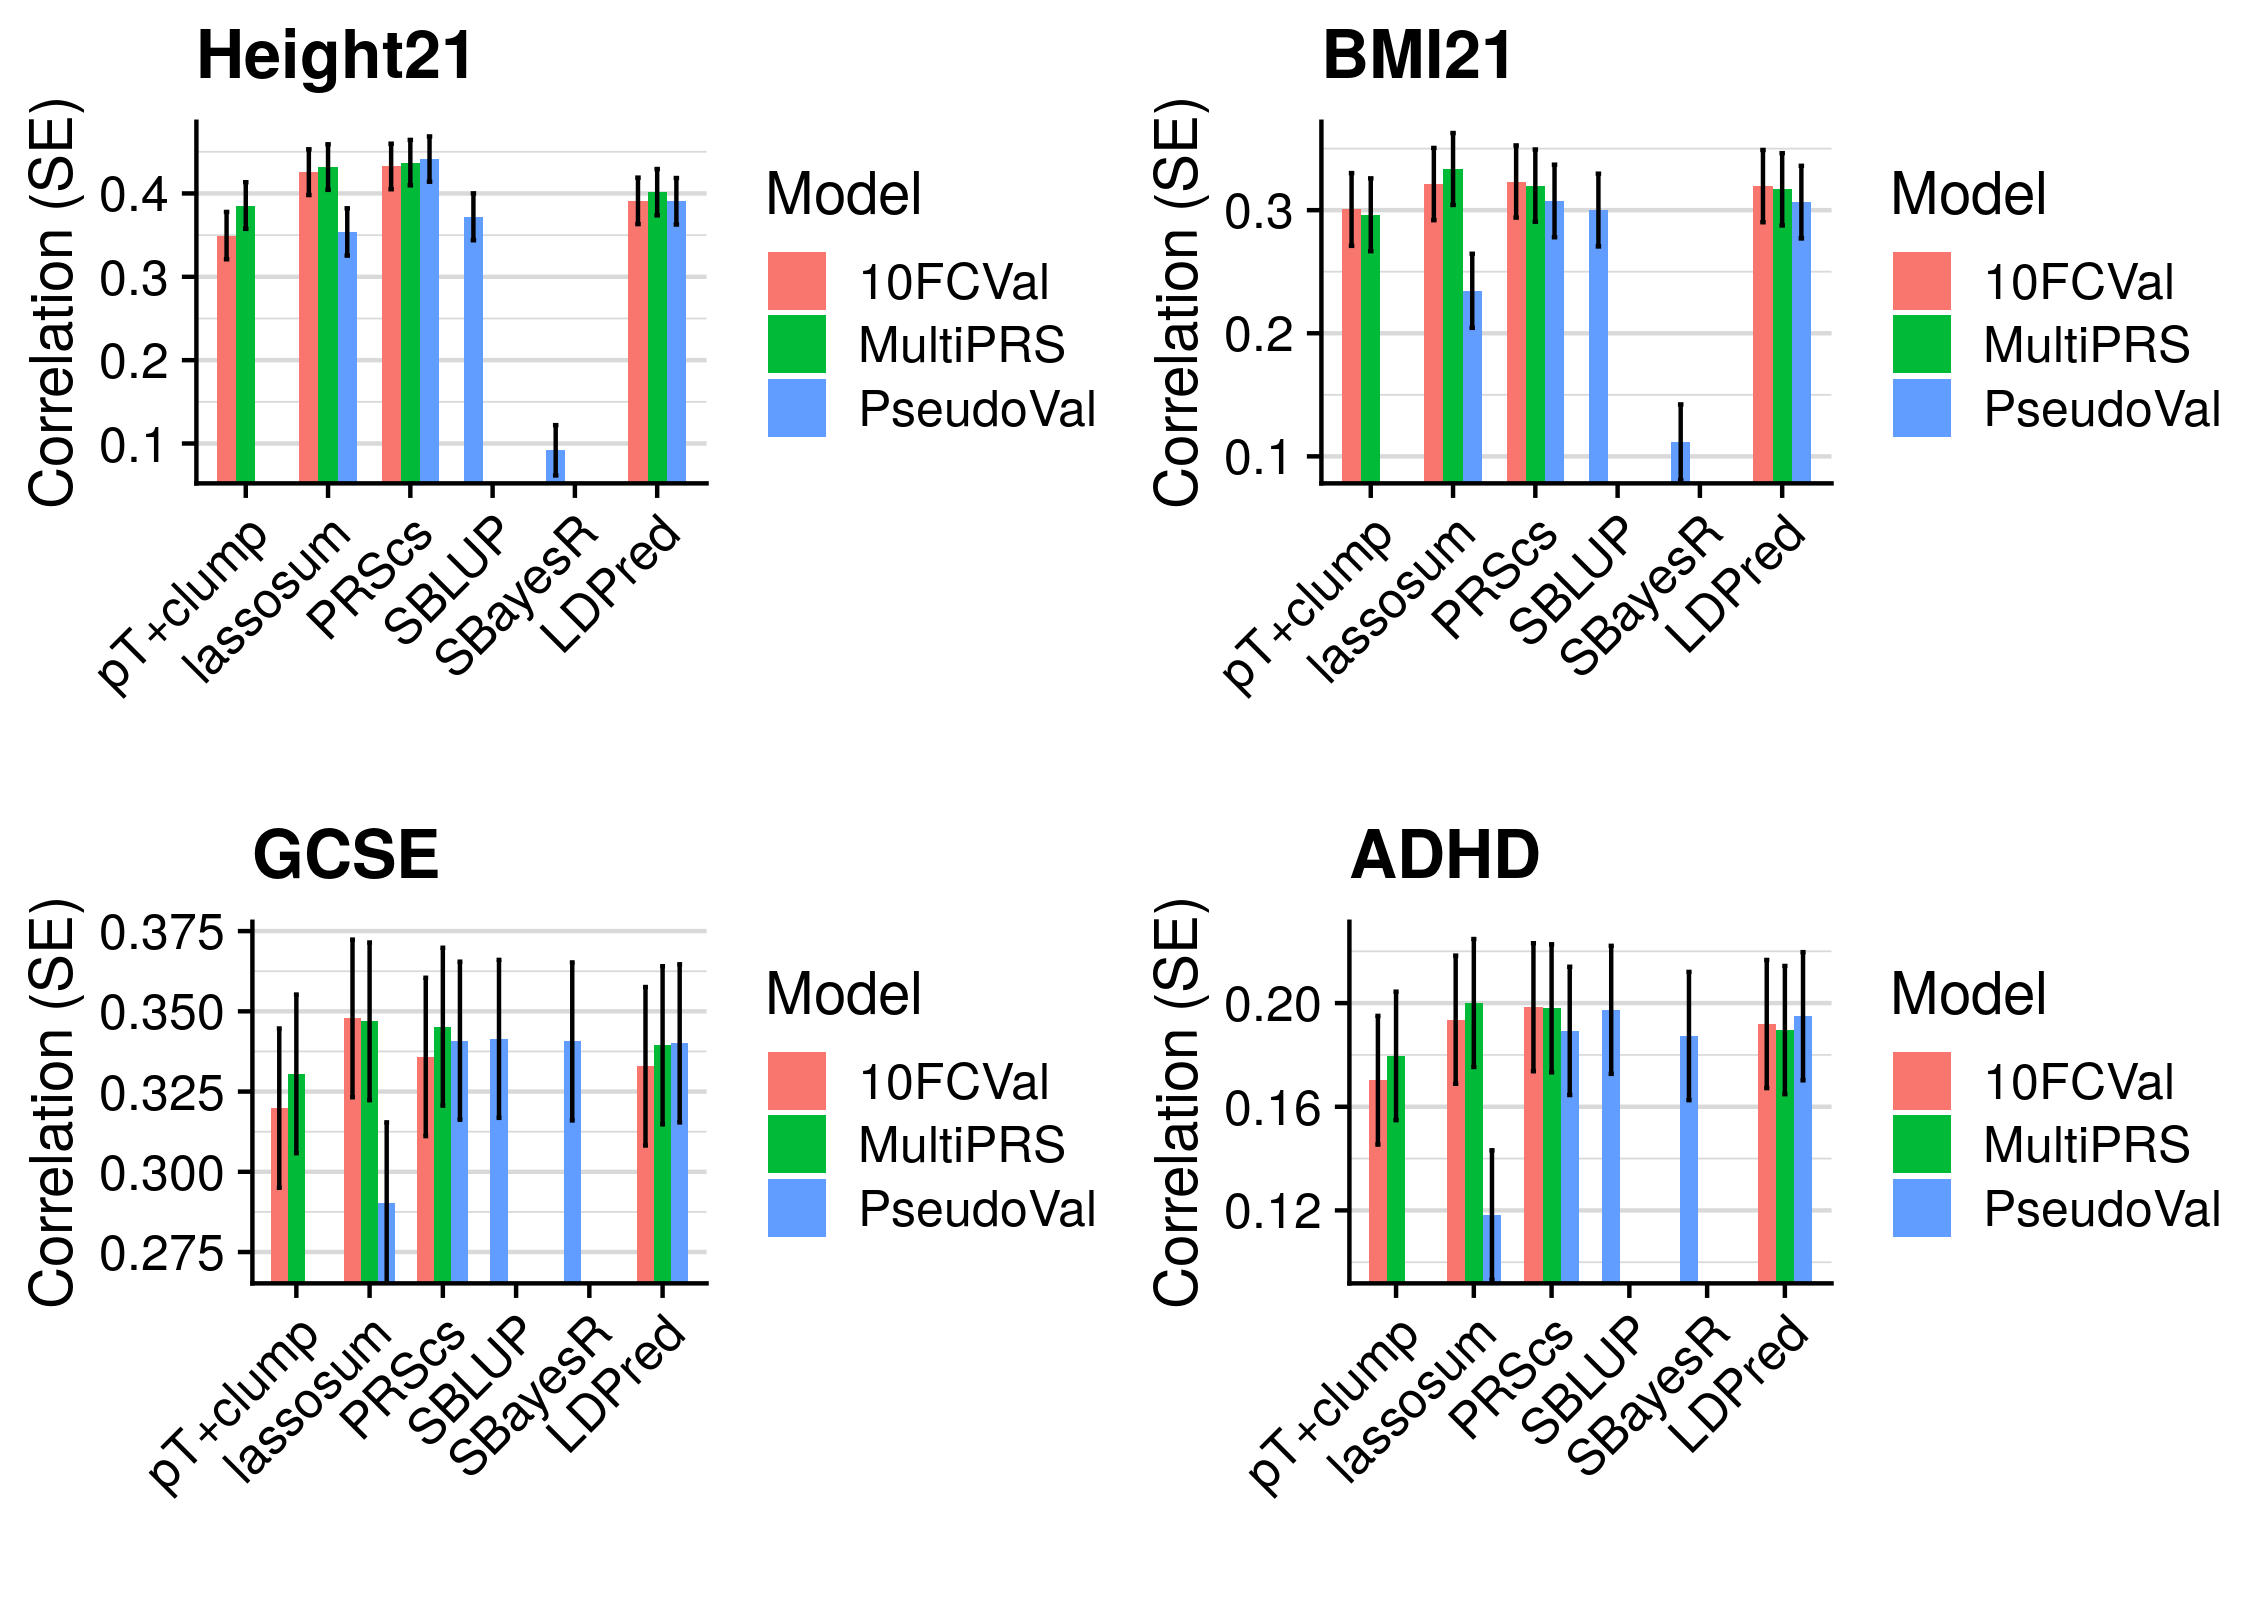 Height21
Correlation (SE)
0.4
0.3
0.2
0.1
pT+clump
lassosum
PRScs
SBLUP
SBayesR
LDPred
Model
10FCVal
MultiPRS
PseudoVal
BMI21
Correlation (SE)
0.3
0.2
0.1
pT+clump
lassosum
PRScs
SBLUP
SBayesR
LDPred
Model
10FCVal
MultiPRS
PseudoVal
GCSE
Correlation (SE)
0.375
0.350
0.325
0.300
0.275
pT+clump
lassosum
PRScs
SBLUP
SBayesR
LDPred
Model
10FCVal
MultiPRS
PseudoVal
ADHD
Correlation (SE)
0.20
0.16
0.12
pT+clump
lassosum
PRScs
SBLUP
SBayesR
LDPred
Model
10FCVal
MultiPRS
PseudoVal